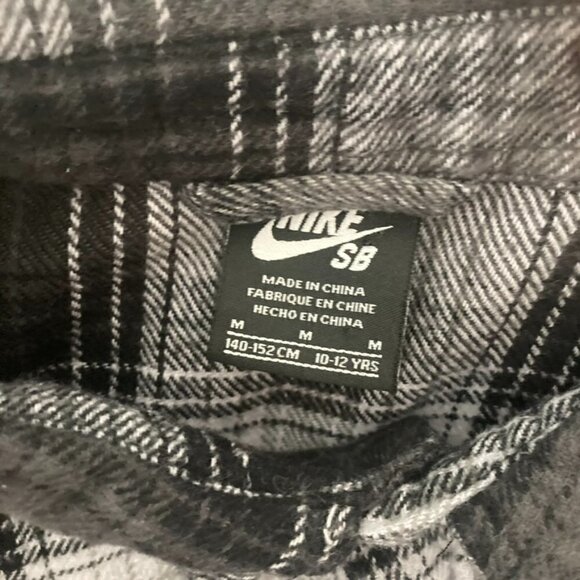 NIKE
SB
MADE IN CHINA
FABRIQUE EN CHINE
HECHO EN CHINA
M M M
140-152 CM 10-12 YRS